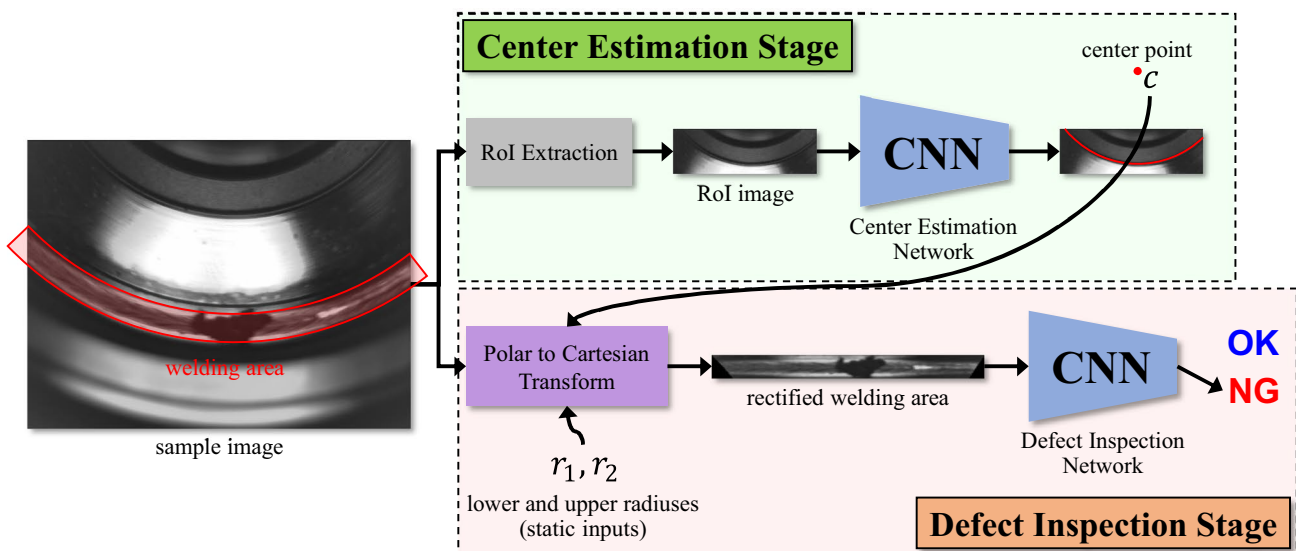 Center Estimation Stage
center point
c
RoI Extraction
CNN
RoI image
Center Estimation
Network
welding area
sample image
Polar to Cartesian
Transform
rectified welding area
CNN
OK
NG
Defect Inspection
Network
r₁, r₂
lower and upper radiuses
(static inputs)
Defect Inspection Stage